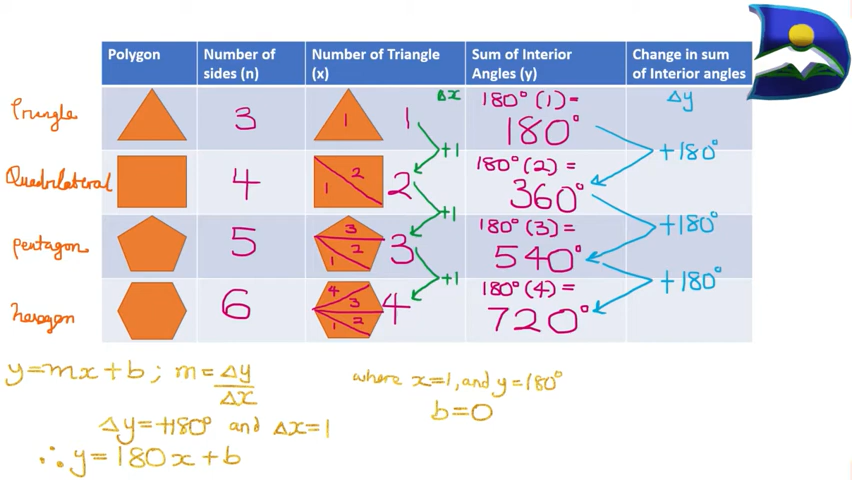 Polygon
Number of sides (n)
Number of Triangle (x)
Sum of Interior Angles (y)
Change in sum of Interior angles
Δx
Δy
Triangle
3
1
1
180°(1)=
180°
+1
+180°
Quadrilateral
4
1
2
2
180°(2)=
360°
+1
+180°
pentagon
5
3
2
1
3
180°(3)=
540°
+1
+180°
hexagon
6
4
3
1
2
4
180°(4)=
720°
y=mx+b; m=Δy/Δx
where x=1, and y=180°
b=0
Δy=+180° and Δx=1
∴ y=180x+b